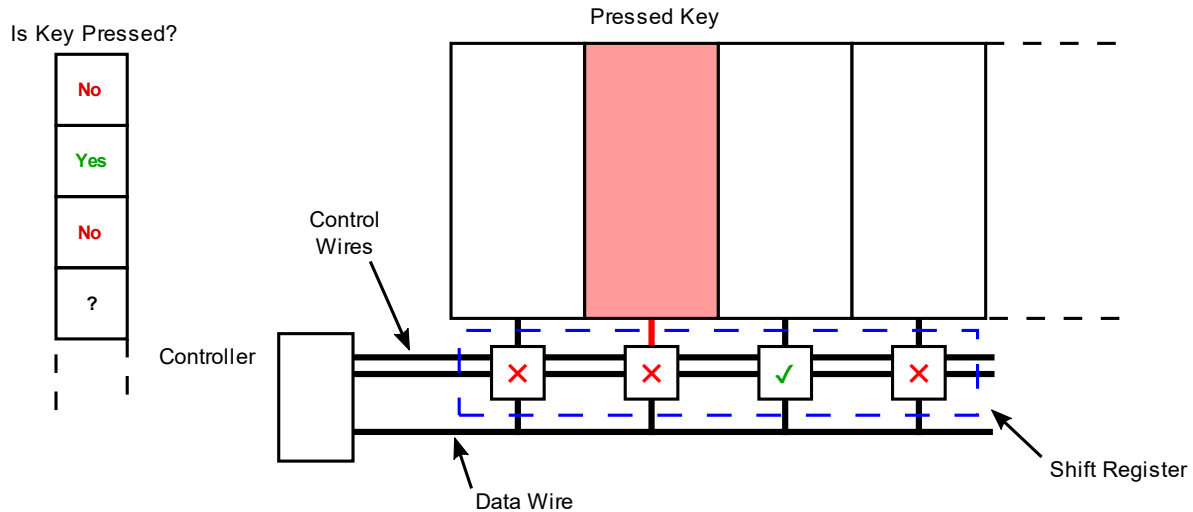 Pressed Key
Is Key Pressed?
No
Yes
No
?
Control
Wires
Controller
Shift Register
Data Wire